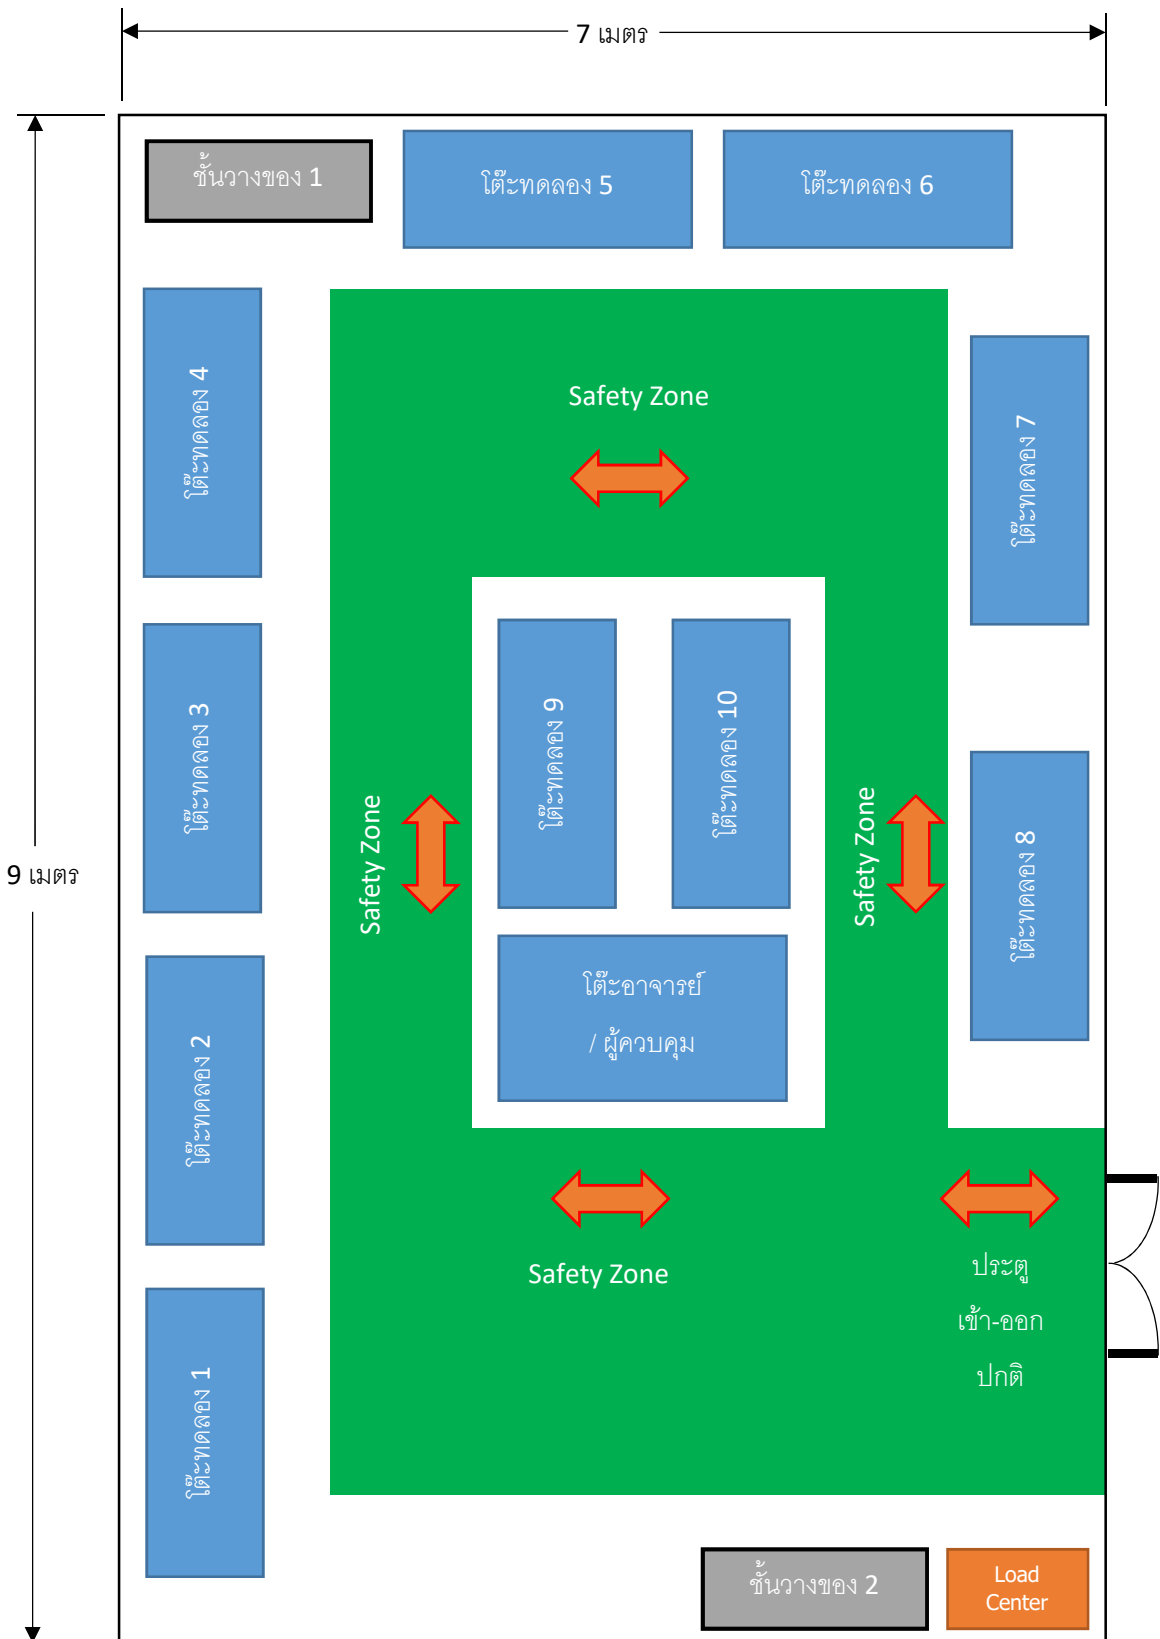 7 เมตร
ชั้นวางของ 1
โต๊ะทดลอง 5
โต๊ะทดลอง 6
โต๊ะทดลอง 4
Safety Zone
โต๊ะทดลอง 7
โต๊ะทดลอง 3
โต๊ะทดลอง 9
โต๊ะทดลอง 10
Safety Zone
Safety Zone
9 เมตร
โต๊ะทดลอง 8
โต๊ะอาจารย์
/ ผู้ควบคุม
โต๊ะทดลอง 2
Safety Zone
ประตู
เข้า-ออก
ปกติ
โต๊ะทดลอง 1
ชั้นวางของ 2
Load
Center